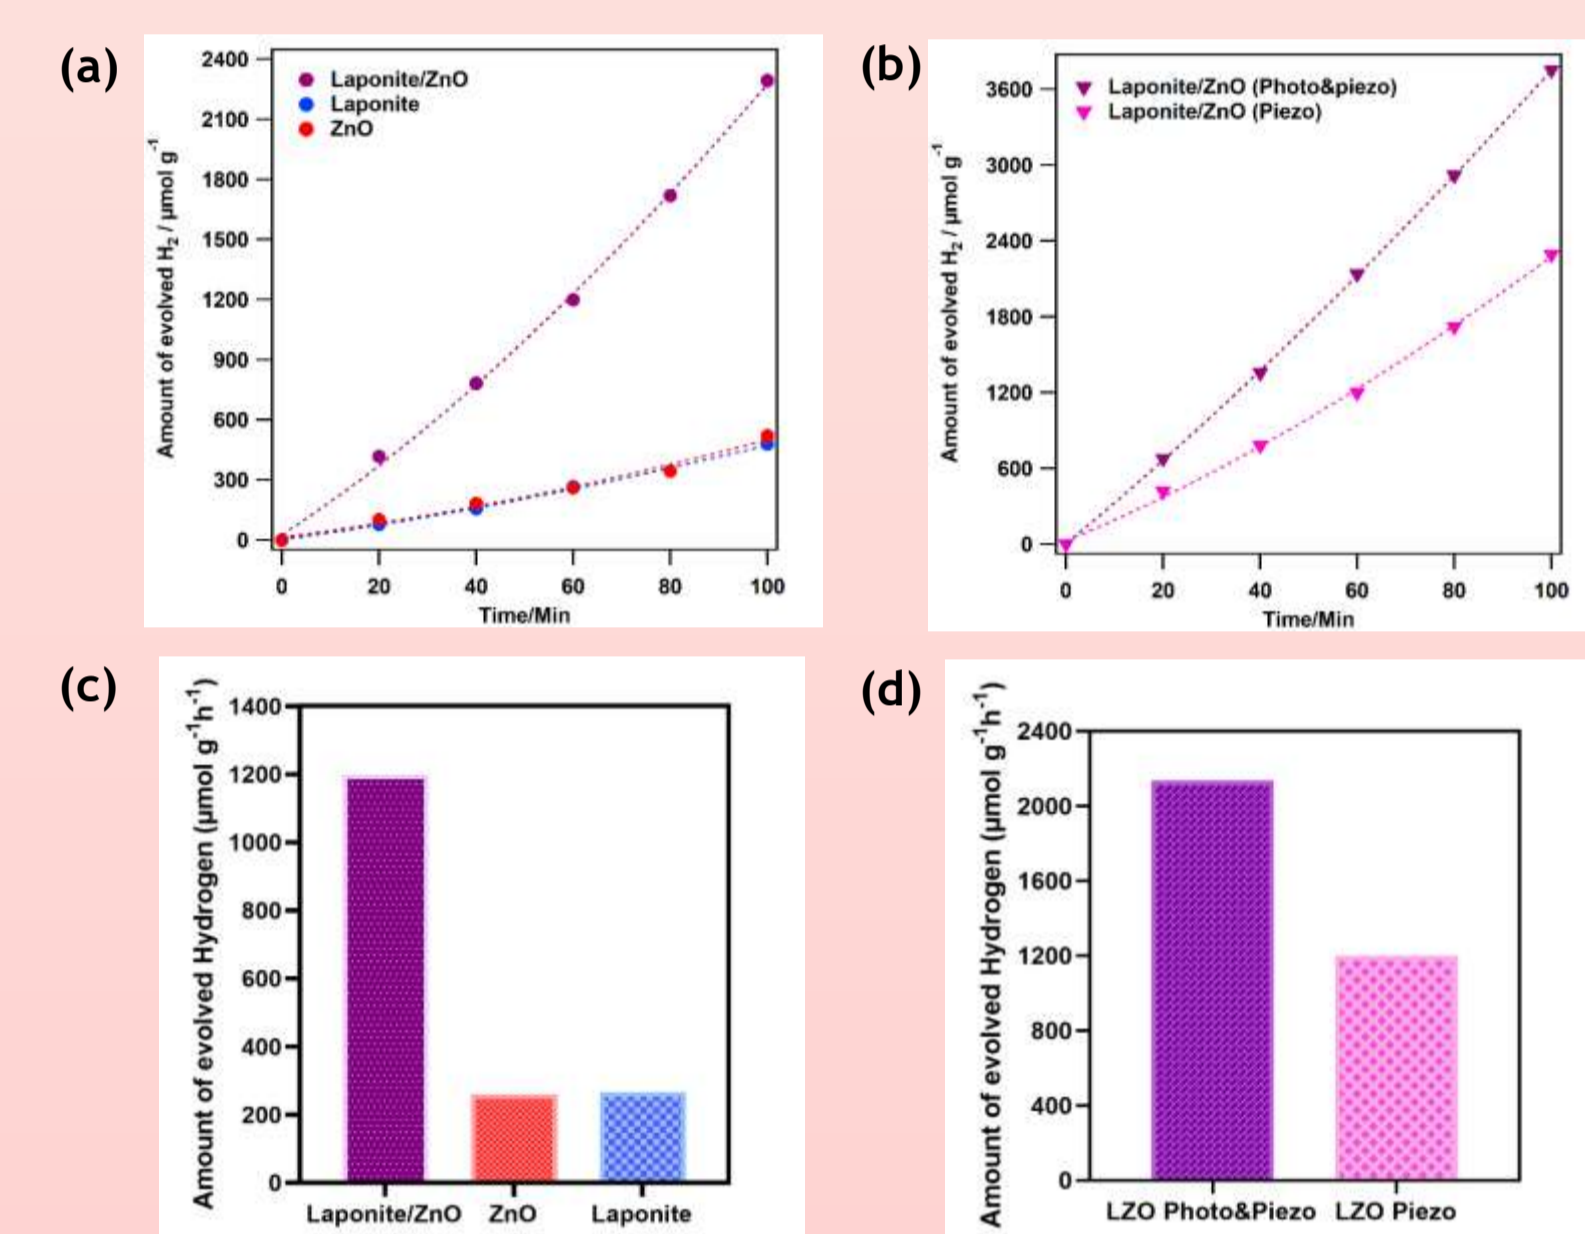 (a)
2400
2100
1800
1500
1200
900
600
300
0
Amount of evolved H₂ / µmol g⁻¹
Laponite/ZnO
Laponite
ZnO
0 20 40 60 80 100
Time/Min
(b)
3600
3000
2400
1800
1200
600
0
Amount of evolved H₂ / µmol g⁻¹
Laponite/ZnO (Photo&piezo)
Laponite/ZnO (Piezo)
0 20 40 60 80 100
Time/Min
(c)
1400
1200
1000
800
600
400
200
0
Amount of evolved Hydrogen (µmol g⁻¹h⁻¹)
Laponite/ZnO ZnO Laponite
(d)
2400
2000
1600
1200
800
400
0
Amount of evolved Hydrogen (µmol g⁻¹h⁻¹)
LZO Photo&Piezo LZO Piezo